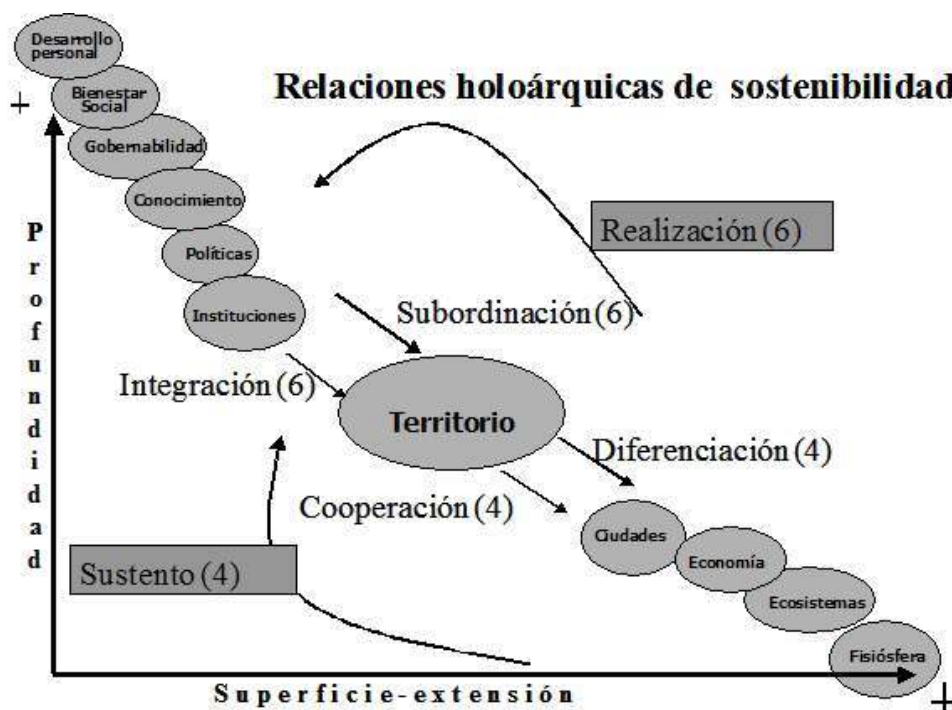 Desarrollo
personal
+
Bienestar
Social
Relaciones holoárquicas de sostenibilidad
Gobernabilidad
Conocimiento
Políticas
Instituciones
Realización (6)
Subordinación (6)
Integración (6)
Territorio
Diferenciación (4)
Cooperación (4)
Ciudades
Economía
Ecosistemas
Fisiósfera
Sustento (4)
Profundidad
Superficie-extensión
+